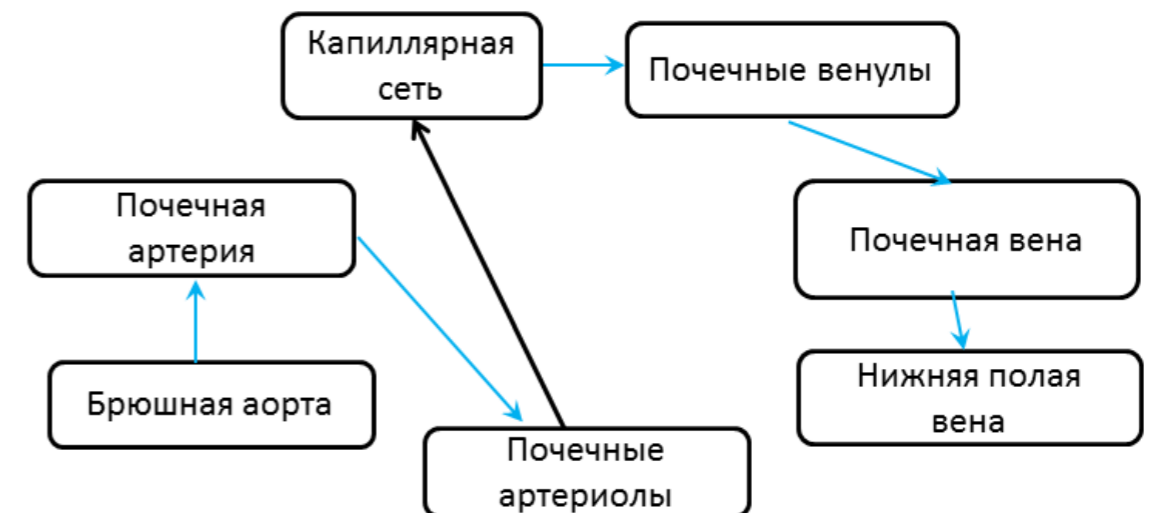 Капиллярная
сеть
Почечные венулы
Почечная
артерия
Почечная вена
Брюшная аорта
Нижняя полая
вена
Почечные
артериолы